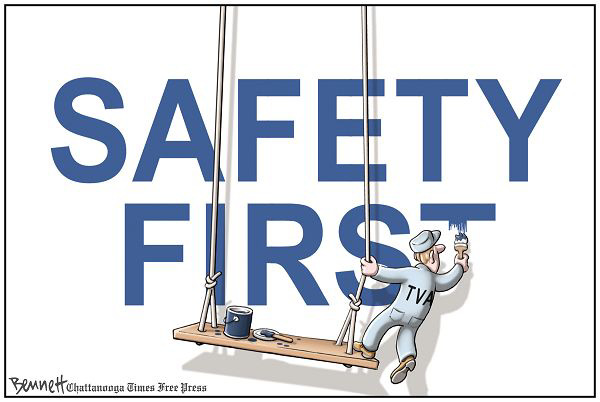 SAFETY
FIRST
TVA
Bennett Chattanooga Times Free Press